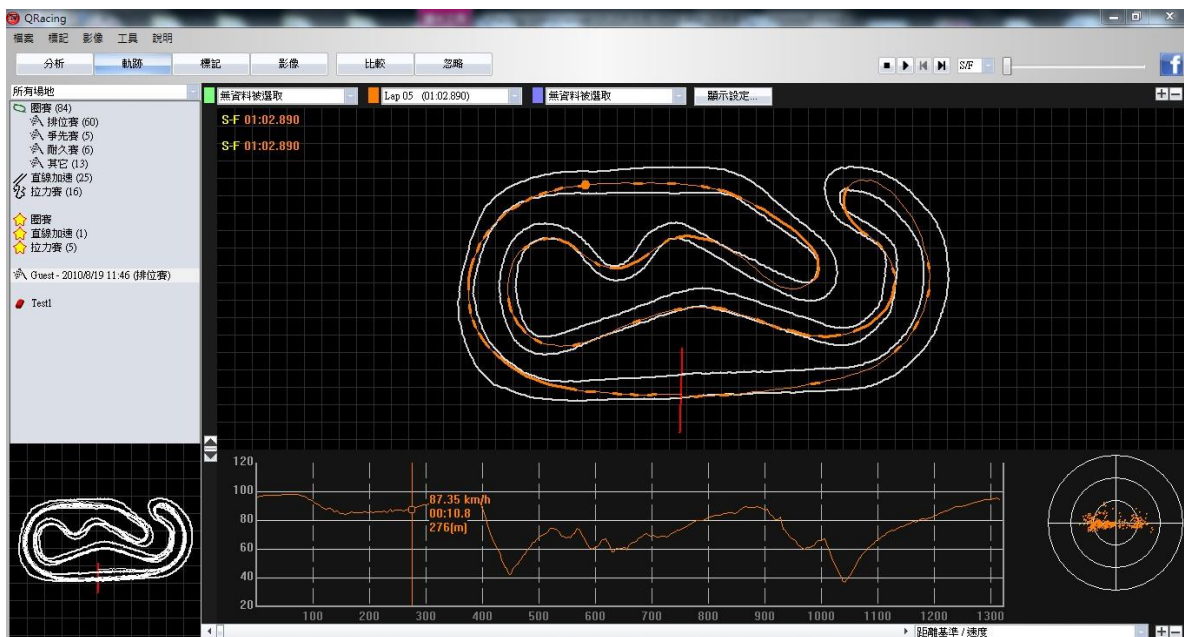 QRacing
檔案 標記 影像 工具 說明
分析 軌跡 標記 影像 比較 忽略 S/F
所有場地 無資料被選取 Lap 05 (01:02.890) 無資料被選取 顯示設定...
圈賽 (84)
排位賽 (60)
爭先賽 (5)
耐久賽 (6)
其它 (13)
直線加速 (25)
拉力賽 (16)
圈賽
直線加速 (1)
拉力賽 (5)
Guest - 2010/8/19 11:46 (排位賽)
Test1
S-F 01:02.890
S-F 01:02.890
120
100
80
60
40
20
87.35 km/h
00:10.8
276(m)
100 200 300 400 500 600 700 800 900 1000 1100 1200 1300
距離基準 / 速度